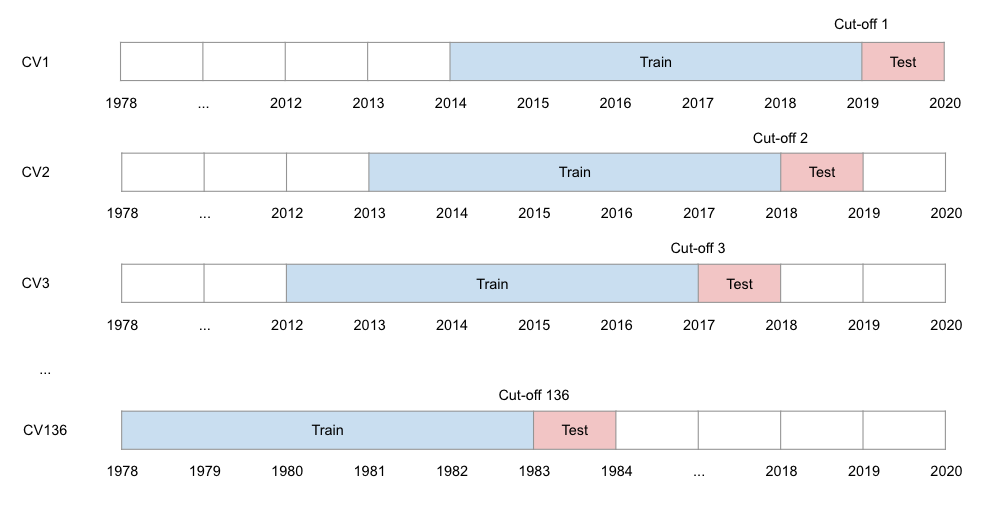 Cut-off 1
CV1 Train Test
1978 ... 2012 2013 2014 2015 2016 2017 2018 2019 2020
Cut-off 2
CV2 Train Test
1978 ... 2012 2013 2014 2015 2016 2017 2018 2019 2020
Cut-off 3
CV3 Train Test
1978 ... 2012 2013 2014 2015 2016 2017 2018 2019 2020
...
Cut-off 136
CV136 Train Test
1978 1979 1980 1981 1982 1983 1984 ... 2018 2019 2020